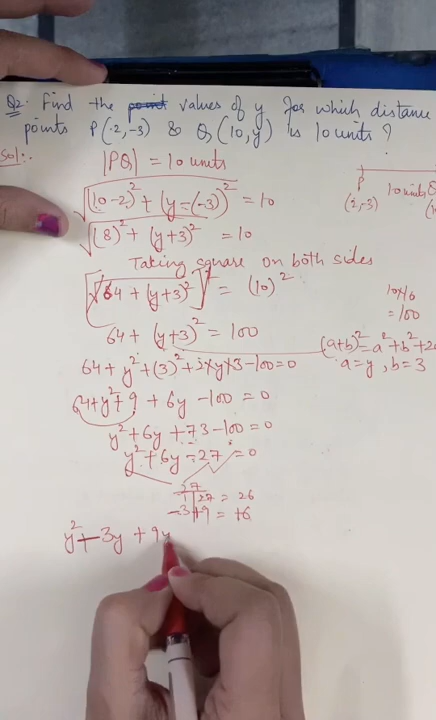 Q2. Find the point values of y for which distance
points P(2,-3) & Q(10,y) is 10 units?
Sol:.
|PQ| = 10 units
√(10-2)² + (y-(-3))² = 10
P 10 units
(2,-3)
√(8)² + (y+3)² = 10
Taking square on both sides
[√64 + (y+3)²]² = (10)²
10×10
= 100
64 + (y+3)² = 100
(a+b)² = a² + b² + 2a
a = y, b = 3
64 + y² + (3)² + 2×y×3 - 100 = 0
64 + y² + 9 + 6y - 100 = 0
y² + 6y + 73 - 100 = 0
y² + 6y - 27 = 0
27
1 | 27 = 26
-3 + 9 = +6
y² - 3y + 9y